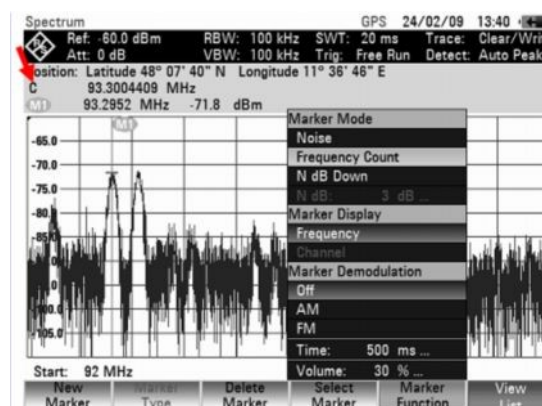 Spectrum GPS 24/02/09 13:40
Ref: -60.0 dBm RBW: 100 kHz SWT: 20 ms Trace: Clear/Wri
Att: 0 dB VBW: 100 kHz Trig: Free Run Detect: Auto Peak
Position: Latitude 48° 07' 40" N Longitude 11° 36' 46" E
C 93.3004409 MHz
M1 93.2952 MHz -71.8 dBm
M1
Marker Mode
Noise
Frequency Count
N dB Down
N dB: 3 dB ...
Marker Display
Frequency
Channel
Marker Demodulation
Off
AM
FM
Time: 500 ms ...
Volume: 30 % ...
-65.0
-70.0
-75.0
-80.
-85.0
105.0
Start: 92 MHz
New Marker
Marker Type
Delete Marker
Select Marker
Marker Function
View List